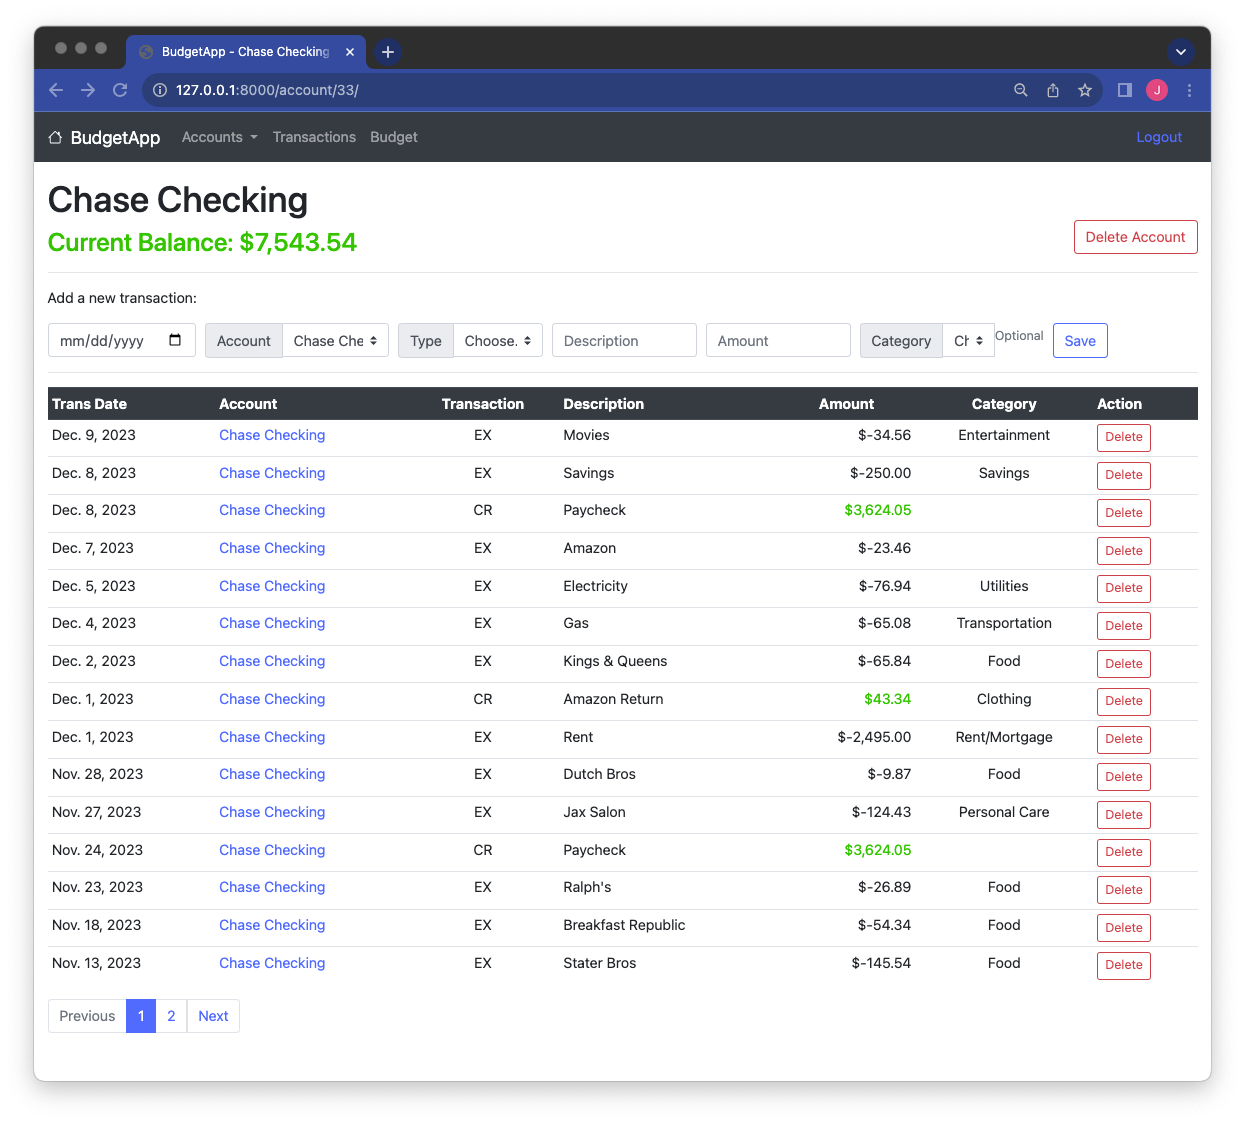 BudgetApp - Chase Checking
127.0.0.1:8000/account/33/
J
BudgetApp Accounts Transactions Budget Logout
Chase Checking
Current Balance: $7,543.54
Delete Account
Add a new transaction:
mm/dd/yyyy Account Chase Che Type Choose. Description Amount Category Ch Optional Save
Trans Date Account Transaction Description Amount Category Action
Dec. 9, 2023 Chase Checking EX Movies $-34.56 Entertainment Delete
Dec. 8, 2023 Chase Checking EX Savings $-250.00 Savings Delete
Dec. 8, 2023 Chase Checking CR Paycheck $3,624.05 Delete
Dec. 7, 2023 Chase Checking EX Amazon $-23.46 Delete
Dec. 5, 2023 Chase Checking EX Electricity $-76.94 Utilities Delete
Dec. 4, 2023 Chase Checking EX Gas $-65.08 Transportation Delete
Dec. 2, 2023 Chase Checking EX Kings & Queens $-65.84 Food Delete
Dec. 1, 2023 Chase Checking CR Amazon Return $43.34 Clothing Delete
Dec. 1, 2023 Chase Checking EX Rent $-2,495.00 Rent/Mortgage Delete
Nov. 28, 2023 Chase Checking EX Dutch Bros $-9.87 Food Delete
Nov. 27, 2023 Chase Checking EX Jax Salon $-124.43 Personal Care Delete
Nov. 24, 2023 Chase Checking CR Paycheck $3,624.05 Delete
Nov. 23, 2023 Chase Checking EX Ralph's $-26.89 Food Delete
Nov. 18, 2023 Chase Checking EX Breakfast Republic $-54.34 Food Delete
Nov. 13, 2023 Chase Checking EX Stater Bros $-145.54 Food Delete
Previous 1 2 Next